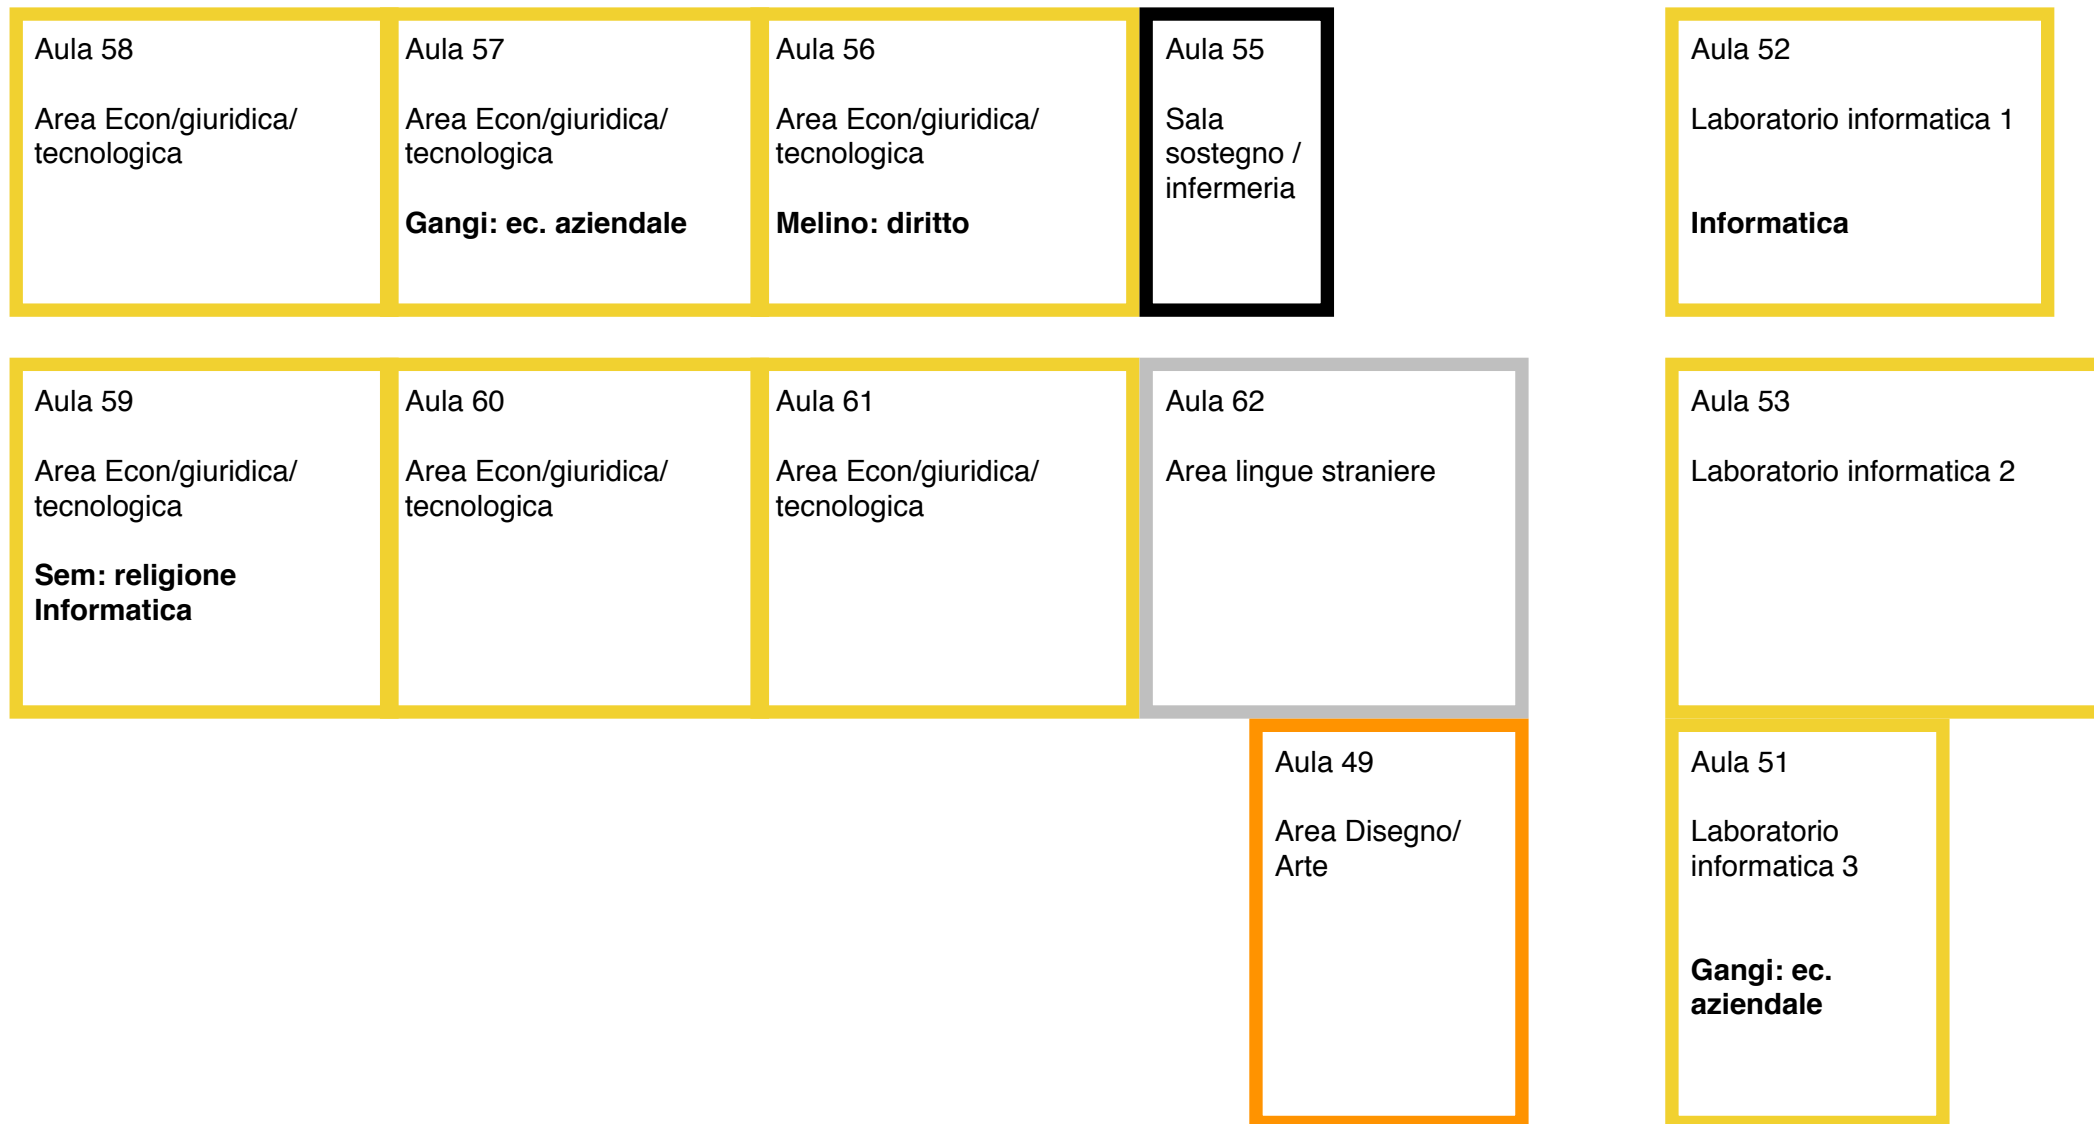 Aula 58
Area Econ/giuridica/
tecnologica
Aula 57
Area Econ/giuridica/
tecnologica
Gangi: ec. aziendale
Aula 56
Area Econ/giuridica/
tecnologica
Melino: diritto
Aula 55
Sala
sostegno /
infermeria
Aula 52
Laboratorio informatica 1
Informatica
Aula 59
Area Econ/giuridica/
tecnologica
Sem: religione
Informatica
Aula 60
Area Econ/giuridica/
tecnologica
Aula 61
Area Econ/giuridica/
tecnologica
Aula 62
Area lingue straniere
Aula 53
Laboratorio informatica 2
Aula 49
Area Disegno/
Arte
Aula 51
Laboratorio
informatica 3
Gangi: ec.
aziendale